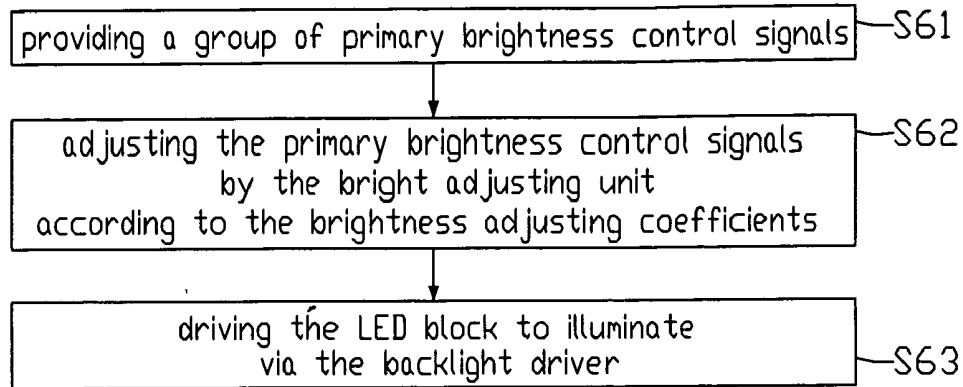 providing a group of primary brightness control signals
S61
adjusting the primary brightness control signals
by the bright adjusting unit
according to the brightness adjusting coefficients
S62
driving the LED block to illuminate
via the backlight driver
S63